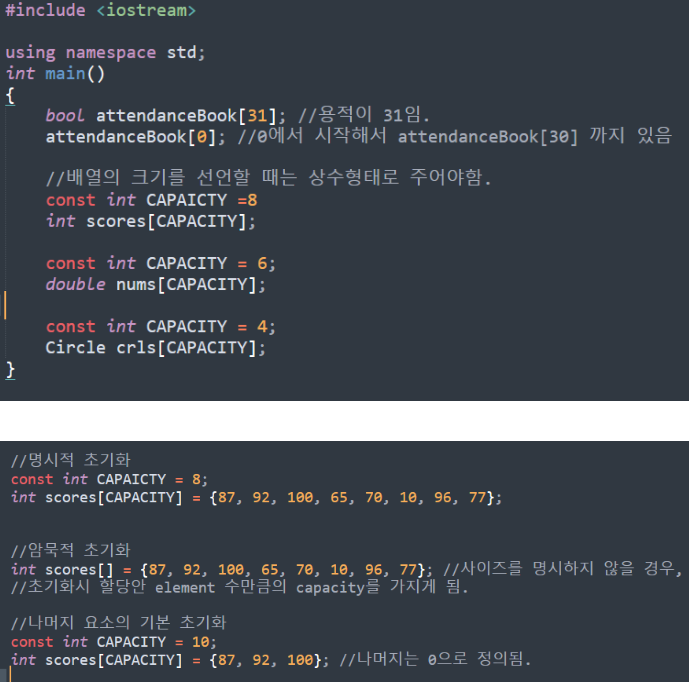 #include <iostream>
using namespace std;
int main()
{
bool attendanceBook[31]; //용적이 31임.
attendanceBook[0]; //0에서 시작해서 attendanceBook[30] 까지 있음
//배열의 크기를 선언할 때는 상수형태로 주어야함.
const int CAPAICTY =8
int scores[CAPACITY];
const int CAPACITY = 6;
double nums[CAPACITY];
const int CAPACITY = 4;
Circle crls[CAPACITY];
}
//명시적 초기화
const int CAPAICTY = 8;
int scores[CAPACITY] = {87, 92, 100, 65, 70, 10, 96, 77};
//암묵적 초기화
int scores[] = {87, 92, 100, 65, 70, 10, 96, 77}; //사이즈를 명시하지 않을 경우,
//초기화시 할당안 element 수만큼의 capacity를 가지게 됨.
//나머지 요소의 기본 초기화
const int CAPACITY = 10;
int scores[CAPACITY] = {87, 92, 100}; //나머지는 0으로 정의됨.